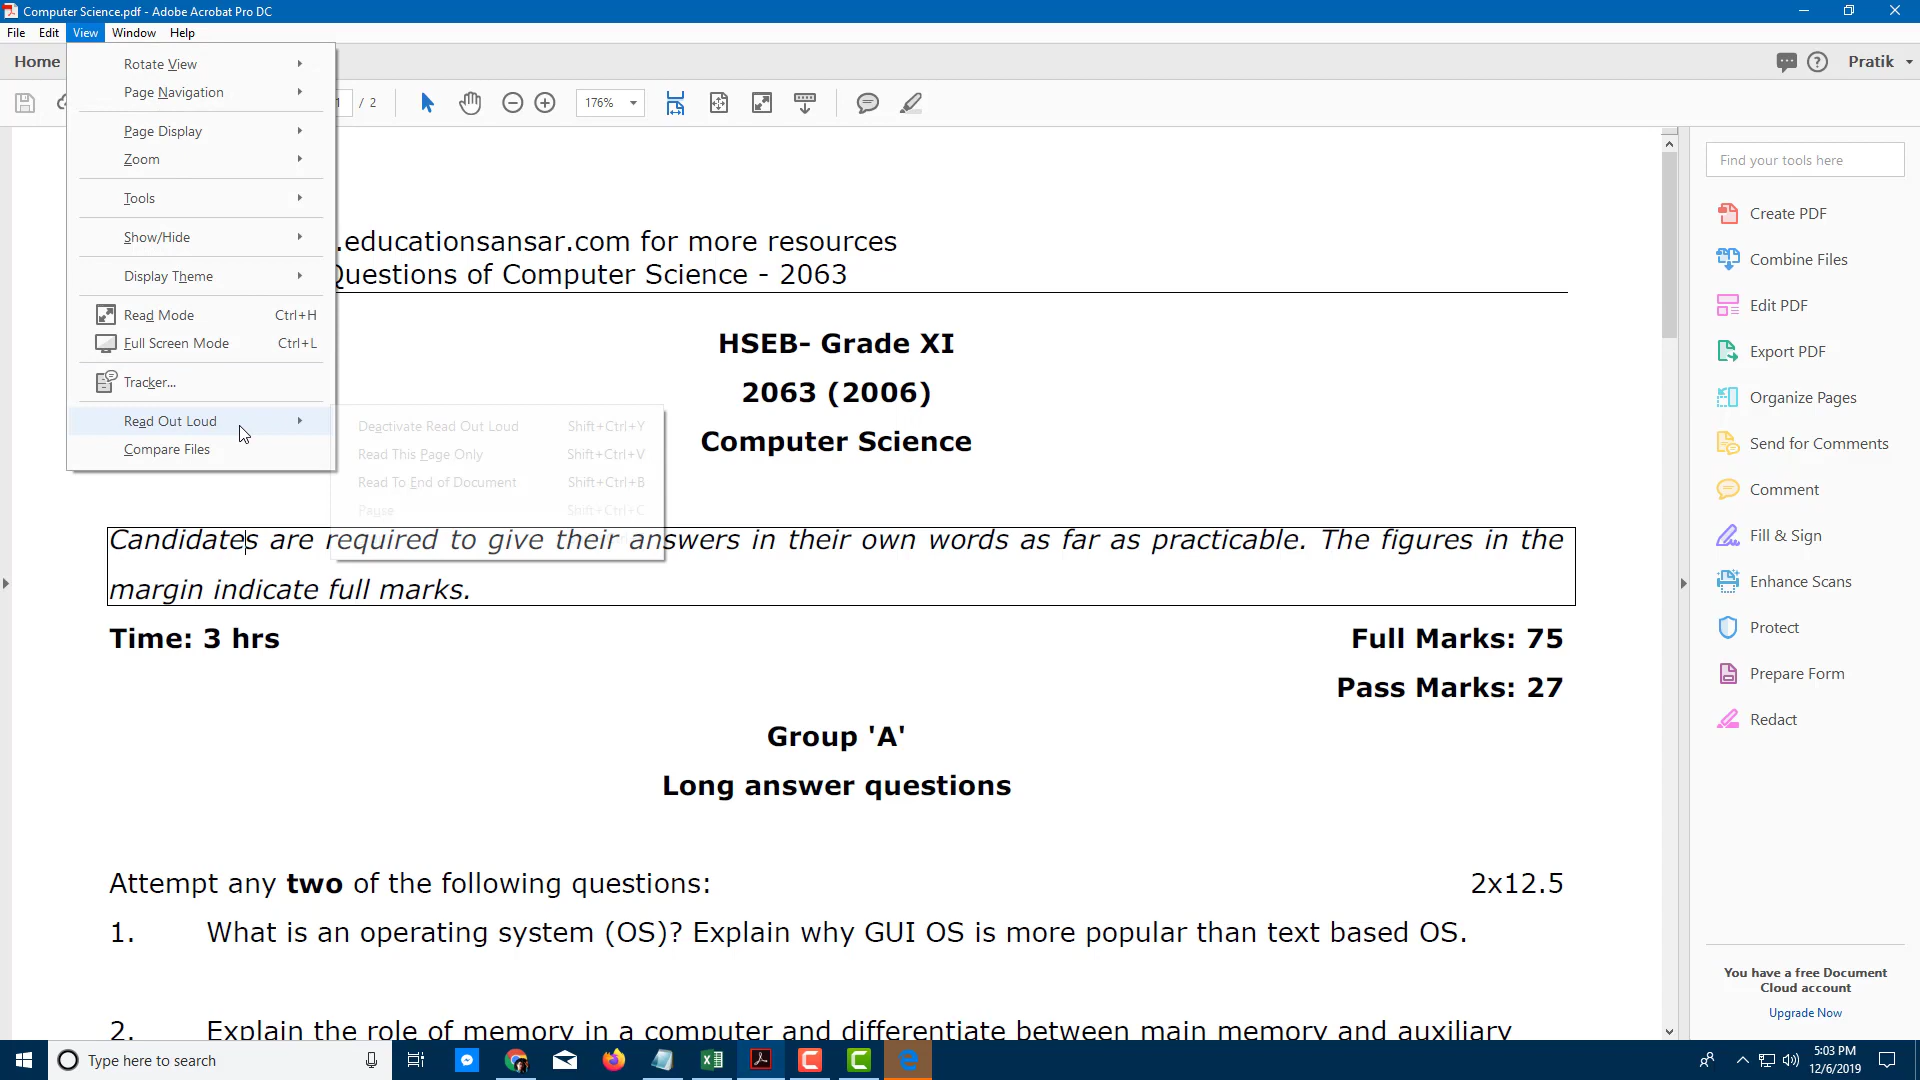 Computer Science.pdf - Adobe Acrobat Pro DC
File Edit View Window Help
Home
Pratik
1 / 2
176%
Rotate View
Page Navigation
Page Display
Zoom
Tools
Show/Hide
Display Theme
Read Mode Ctrl+H
Full Screen Mode Ctrl+L
Tracker...
Read Out Loud
Compare Files
Deactivate Read Out Loud Shift+Ctrl+Y
Read This Page Only Shift+Ctrl+V
Read To End of Document Shift+Ctrl+B
Pause Shift+Ctrl+C
.educationsansar.com for more resources
Questions of Computer Science - 2063
HSEB- Grade XI
2063 (2006)
Computer Science
Candidates are required to give their answers in their own words as far as practicable. The figures in the
margin indicate full marks.
Time: 3 hrs Full Marks: 75
Pass Marks: 27
Group 'A'
Long answer questions
Attempt any two of the following questions: 2x12.5
1. What is an operating system (OS)? Explain why GUI OS is more popular than text based OS.
2. Explain the role of memory in a computer and differentiate between main memory and auxiliary
Find your tools here
Create PDF
Combine Files
Edit PDF
Export PDF
Organize Pages
Send for Comments
Comment
Fill & Sign
Enhance Scans
Protect
Prepare Form
Redact
You have a free Document
Cloud account
Upgrade Now
Type here to search
5:03 PM
12/6/2019